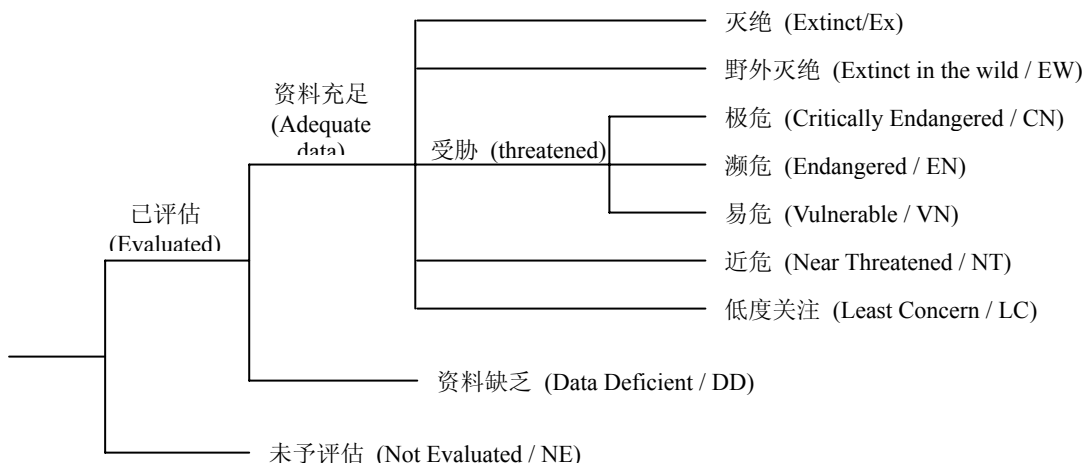 灭绝 (Extinct/Ex)
野外灭绝 (Extinct in the wild / EW)
资料充足
(Adequate
data)
极危 (Critically Endangered / CN)
受胁 (threatened)
濒危 (Endangered / EN)
已评估
(Evaluated)
易危 (Vulnerable / VN)
近危 (Near Threatened / NT)
低度关注 (Least Concern / LC)
资料缺乏 (Data Deficient / DD)
未予评估 (Not Evaluated / NE)